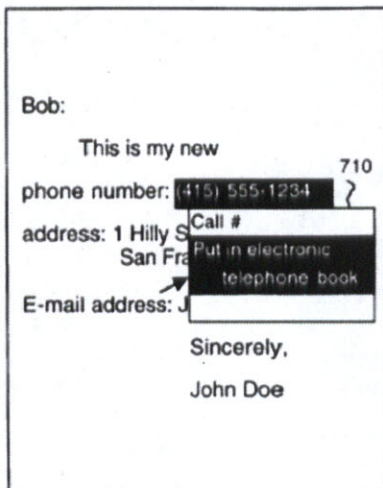 Bob:
This is my new
710
phone number: (415) 555-1234
Call #
address: 1 Hilly S
Put in electronic
San Fra
telephone book
E-mail address: J
Sincerely,
John Doe